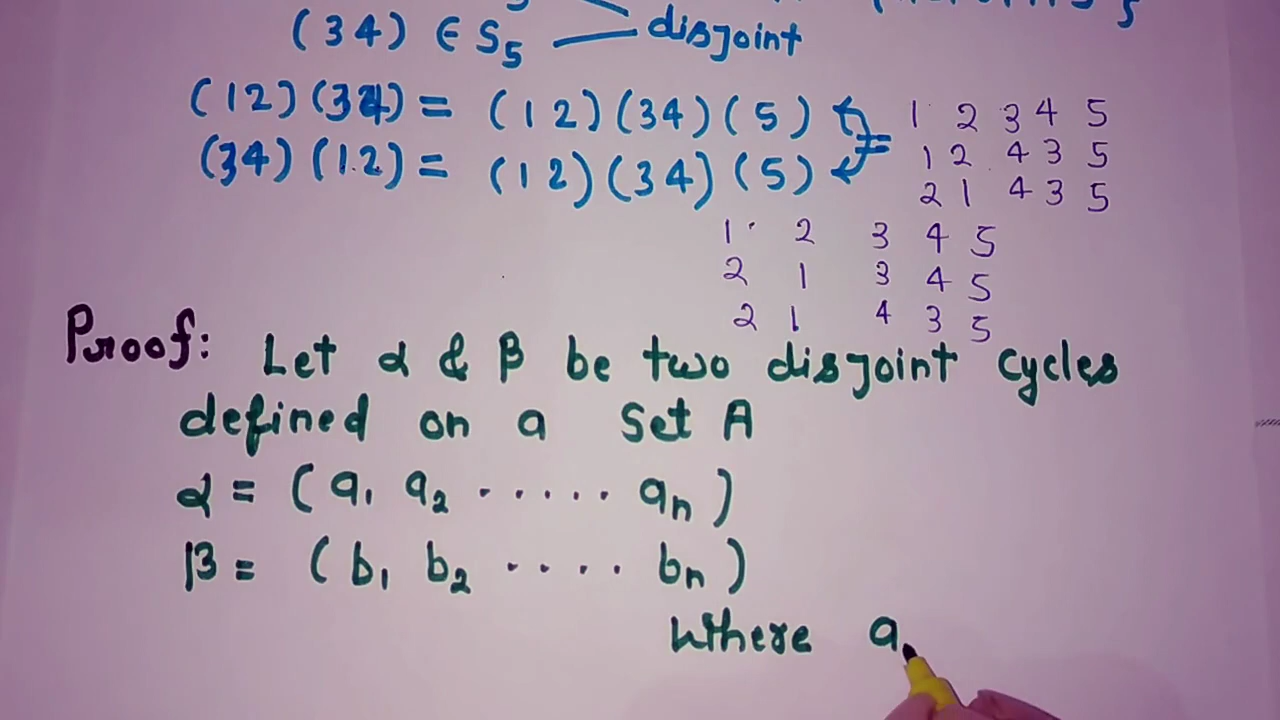 (34) ∈ S5 disjoint
(12)(34) = (12)(34)(5)
(34)(12) = (12)(34)(5)
=
1 2 3 4 5
1 2 4 3 5
2 1 4 3 5
1 2 3 4 5
2 1 3 4 5
2 1 4 3 5
Proof: Let α & β be two disjoint cycles
defined on a set A
α = (a1 a2 ...... an)
β = (b1 b2 ..... bn)
where a